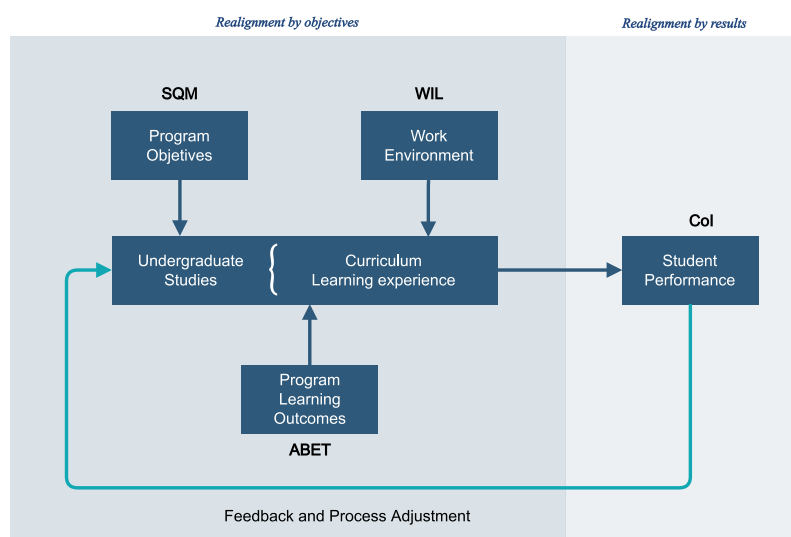 Realignment by objectives
Realignment by results
SQM
WIL
Program
Objetives
Work
Environment
CoI
Undergraduate
Studies
{
Curriculum
Learning experience
Student
Performance
Program
Learning
Outcomes
ABET
Feedback and Process Adjustment